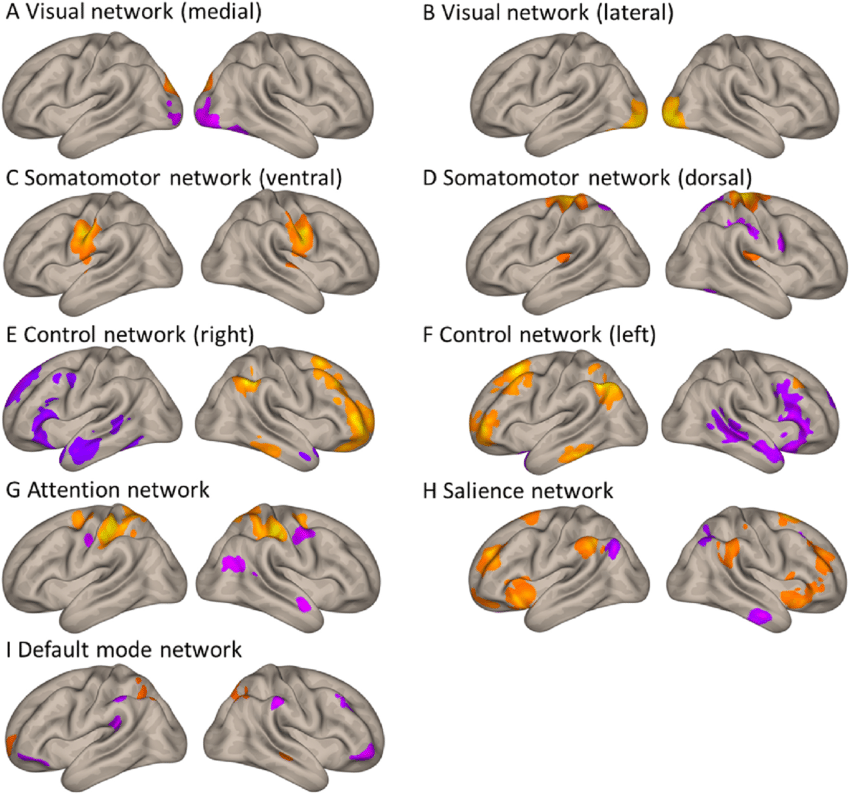 A Visual network (medial)
B Visual network (lateral)
C Somatomotor network (ventral)
D Somatomotor network (dorsal)
E Control network (right)
F Control network (left)
G Attention network
H Salience network
I Default mode network